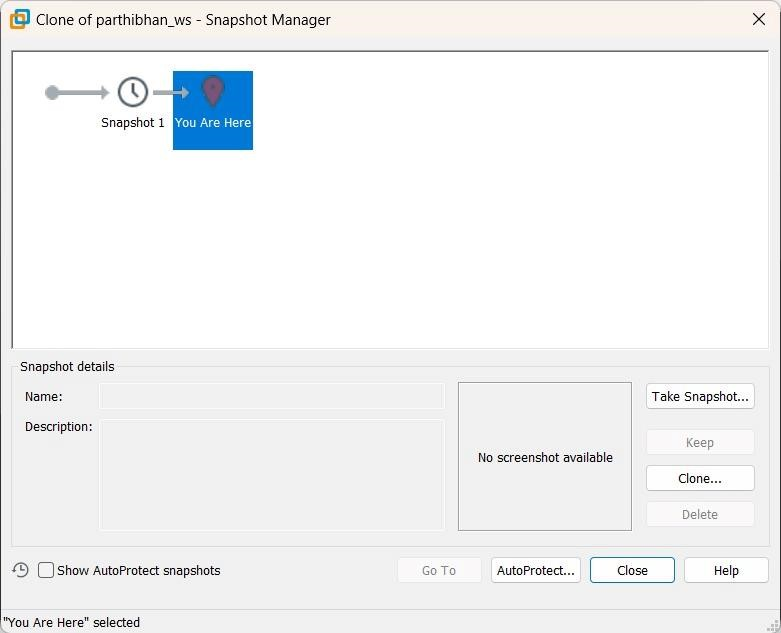 Clone of parthibhan_ws - Snapshot Manager
Snapshot 1
You Are Here
Snapshot details
Name:
Description:
No screenshot available
Take Snapshot...
Keep
Clone...
Delete
Show AutoProtect snapshots
Go To
AutoProtect...
Close
Help
"You Are Here" selected